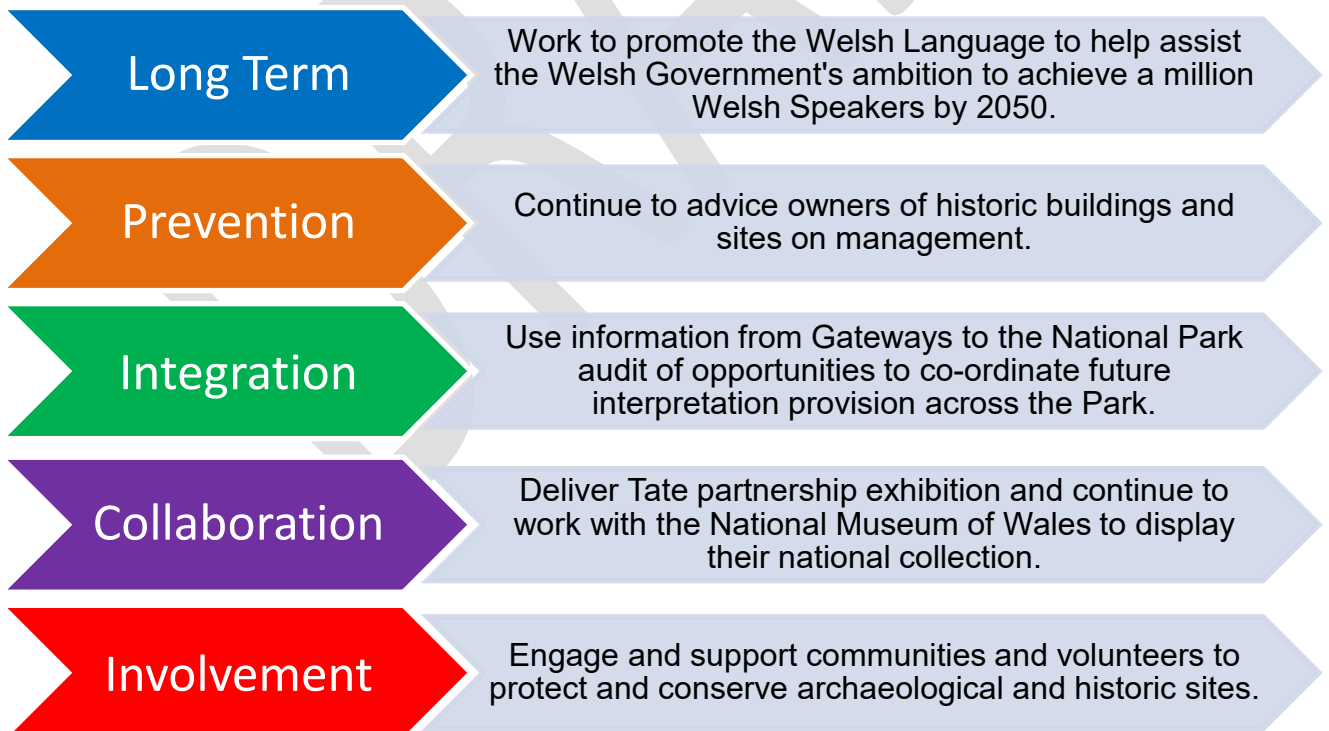 Long Term
Work to promote the Welsh Language to help assist
the Welsh Government's ambition to achieve a million
Welsh Speakers by 2050.
Prevention
Continue to advice owners of historic buildings and
sites on management.
Integration
Use information from Gateways to the National Park
audit of opportunities to co-ordinate future
interpretation provision across the Park.
Collaboration
Deliver Tate partnership exhibition and continue to
work with the National Museum of Wales to display
their national collection.
Involvement
Engage and support communities and volunteers to
protect and conserve archaeological and historic sites.